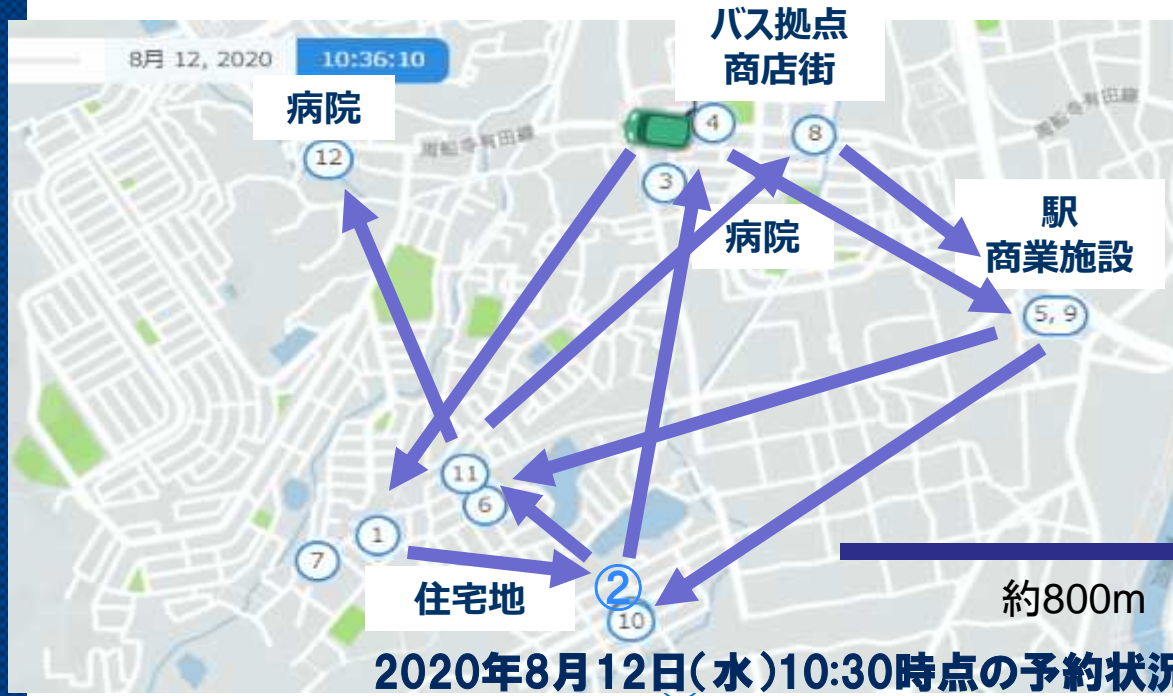 バス拠点
商店街
8月 12, 2020
10:36:10
病院
12
周船寺有田線
4
8
周船寺有田線
3
病院
駅
商業施設
5, 9
11
6
1
7
住宅地
②
10
約800m
2020年8月12日(水)10:30時点の予約状況